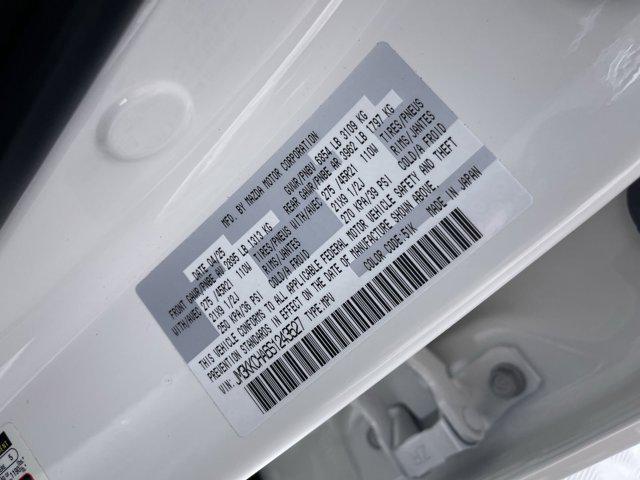 MFD. BY MAZDA MOTOR CORPORATION
DATE: 04/25 GVWR/PNBV 6854 LB 3109 KG
FRONT GAWR/PNBE AV 2895 LB 1313 KG REAR GAWR/PNBE AR 3962 LB 1797 KG
WITH/AVEC 275 /45R21 110W TIRES/PNEUS WITH/AVEC 275 /45R21 110W TIRES/PNEUS
21X9 1/2J RIMS/JANTES 21X9 1/2J RIMS/JANTES
250 KPA/36 PSI COLD/A FROID 270 KPA/39 PSI COLD/A FROID
THIS VEHICLE CONFORMS TO ALL APPLICABLE FEDERAL MOTOR VEHICLE SAFETY AND THEFT
PREVENTION STANDARDS IN EFFECT ON THE DATE OF MANUFACTURE SHOWN ABOVE.
VIN: TYPE: MPV COLOR CODE: 51K MADE IN JAPAN